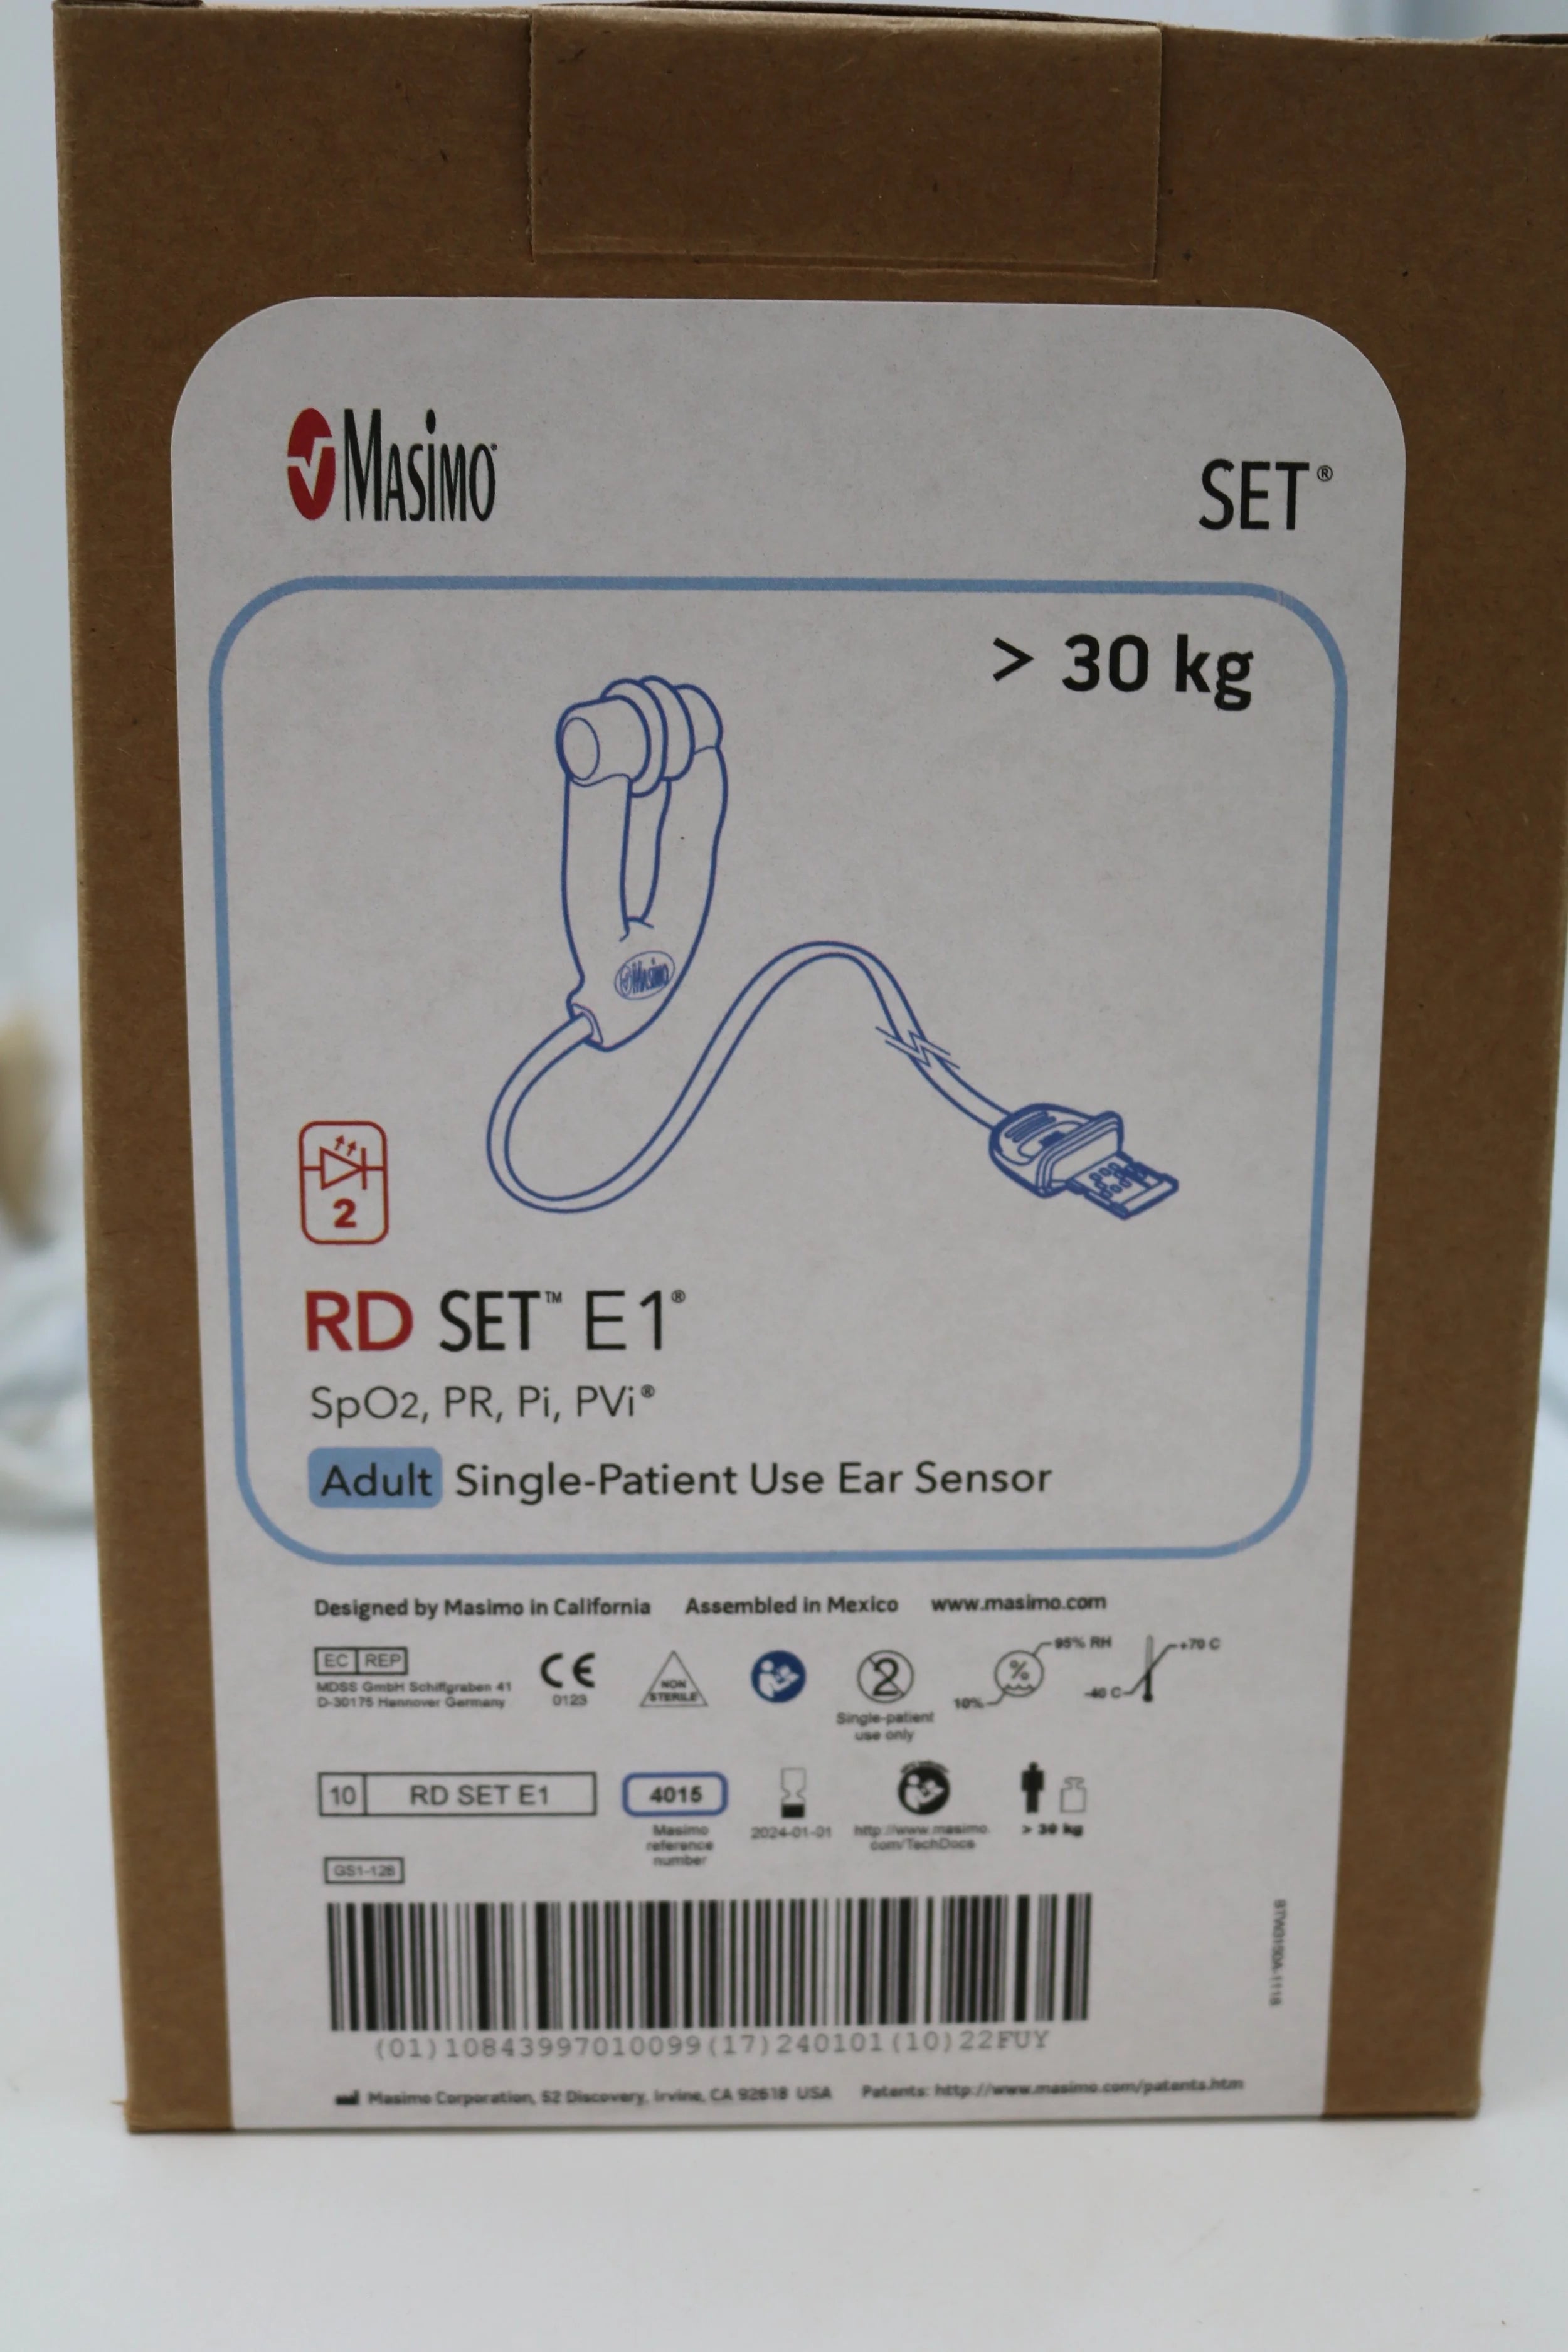 MASiMO
SET®
> 30 kg
MASiMO
2
RD SET™ E1®
SpO2, PR, Pi, PVi®
Adult Single-Patient Use Ear Sensor
Designed by Masimo in California Assembled in Mexico www.masimo.com
EC REP
MDSS GmbH Schiffgraben 41
D-30175 Hannover Germany
CE
0123
NON
STERILE
2
Single-patient
use only
95% RH
%
10%
+70 C
-40 C
10 RD SET E1
4015
Masimo
reference
number
2024-01-01
http://www.masimo.
com/TechDocs
> 30 kg
GS1-128
(01)10843997010099(17)240101(10)22FUY
Masimo Corporation, 52 Discovery, Irvine, CA 92618 USA Patents: http://www.masimo.com/patents.htm